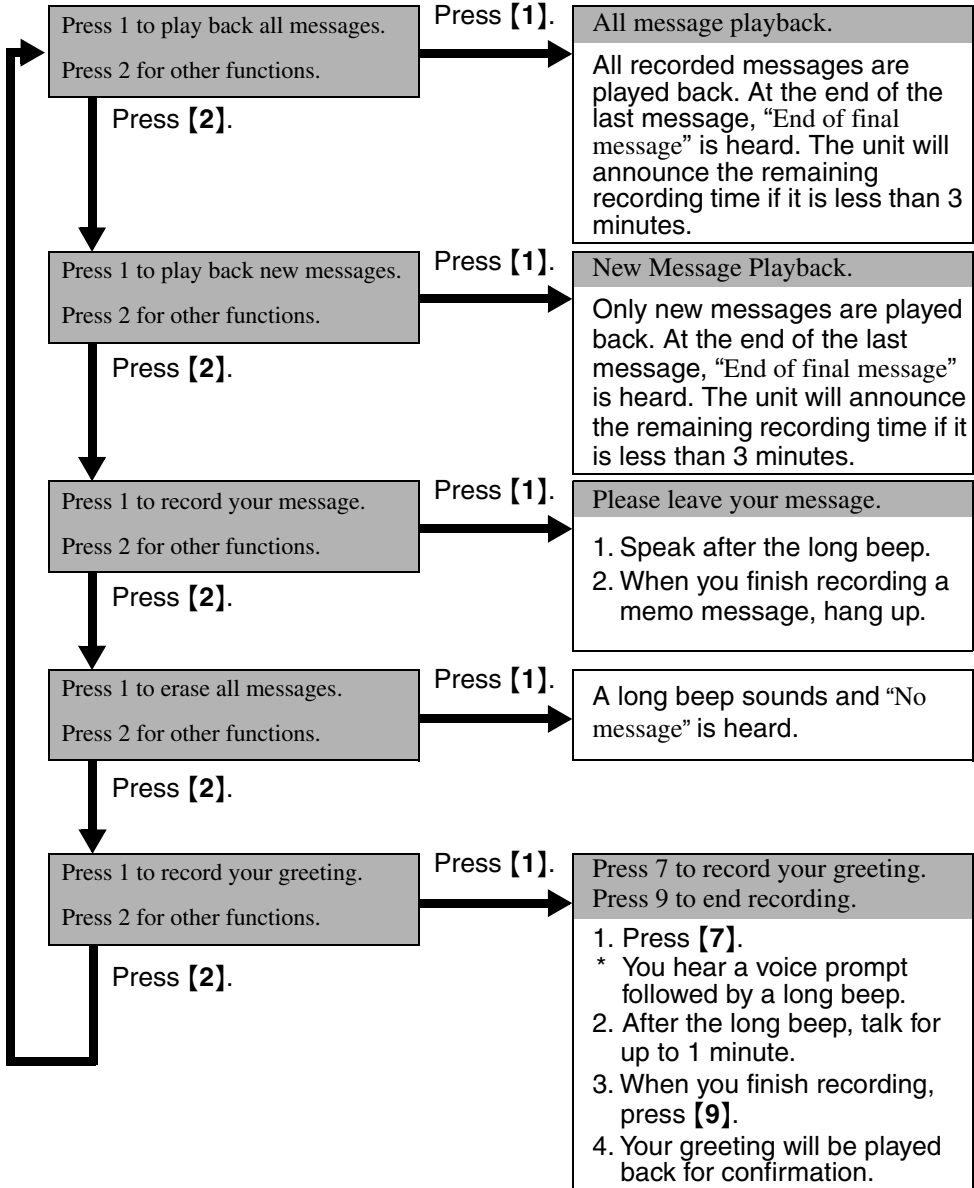 Press 1 to play back all messages.
Press 2 for other functions.
Press【1】.
All message playback.
All recorded messages are
played back. At the end of the
last message, “End of final
message” is heard. The unit will
announce the remaining
recording time if it is less than 3
minutes.
Press【2】.
Press 1 to play back new messages.
Press 2 for other functions.
Press【1】.
New Message Playback.
Only new messages are played
back. At the end of the last
message, “End of final message”
is heard. The unit will announce
the remaining recording time if it
is less than 3 minutes.
Press【2】.
Press 1 to record your message.
Press 2 for other functions.
Press【1】.
Please leave your message.
1. Speak after the long beep.
2. When you finish recording a
memo message, hang up.
Press【2】.
Press 1 to erase all messages.
Press 2 for other functions.
Press【1】.
A long beep sounds and “No
message” is heard.
Press【2】.
Press 1 to record your greeting.
Press 2 for other functions.
Press【1】.
Press 7 to record your greeting.
Press 9 to end recording.
1. Press【7】.
* You hear a voice prompt
followed by a long beep.
2. After the long beep, talk for
up to 1 minute.
3. When you finish recording,
press【9】.
4. Your greeting will be played
back for confirmation.
Press【2】.